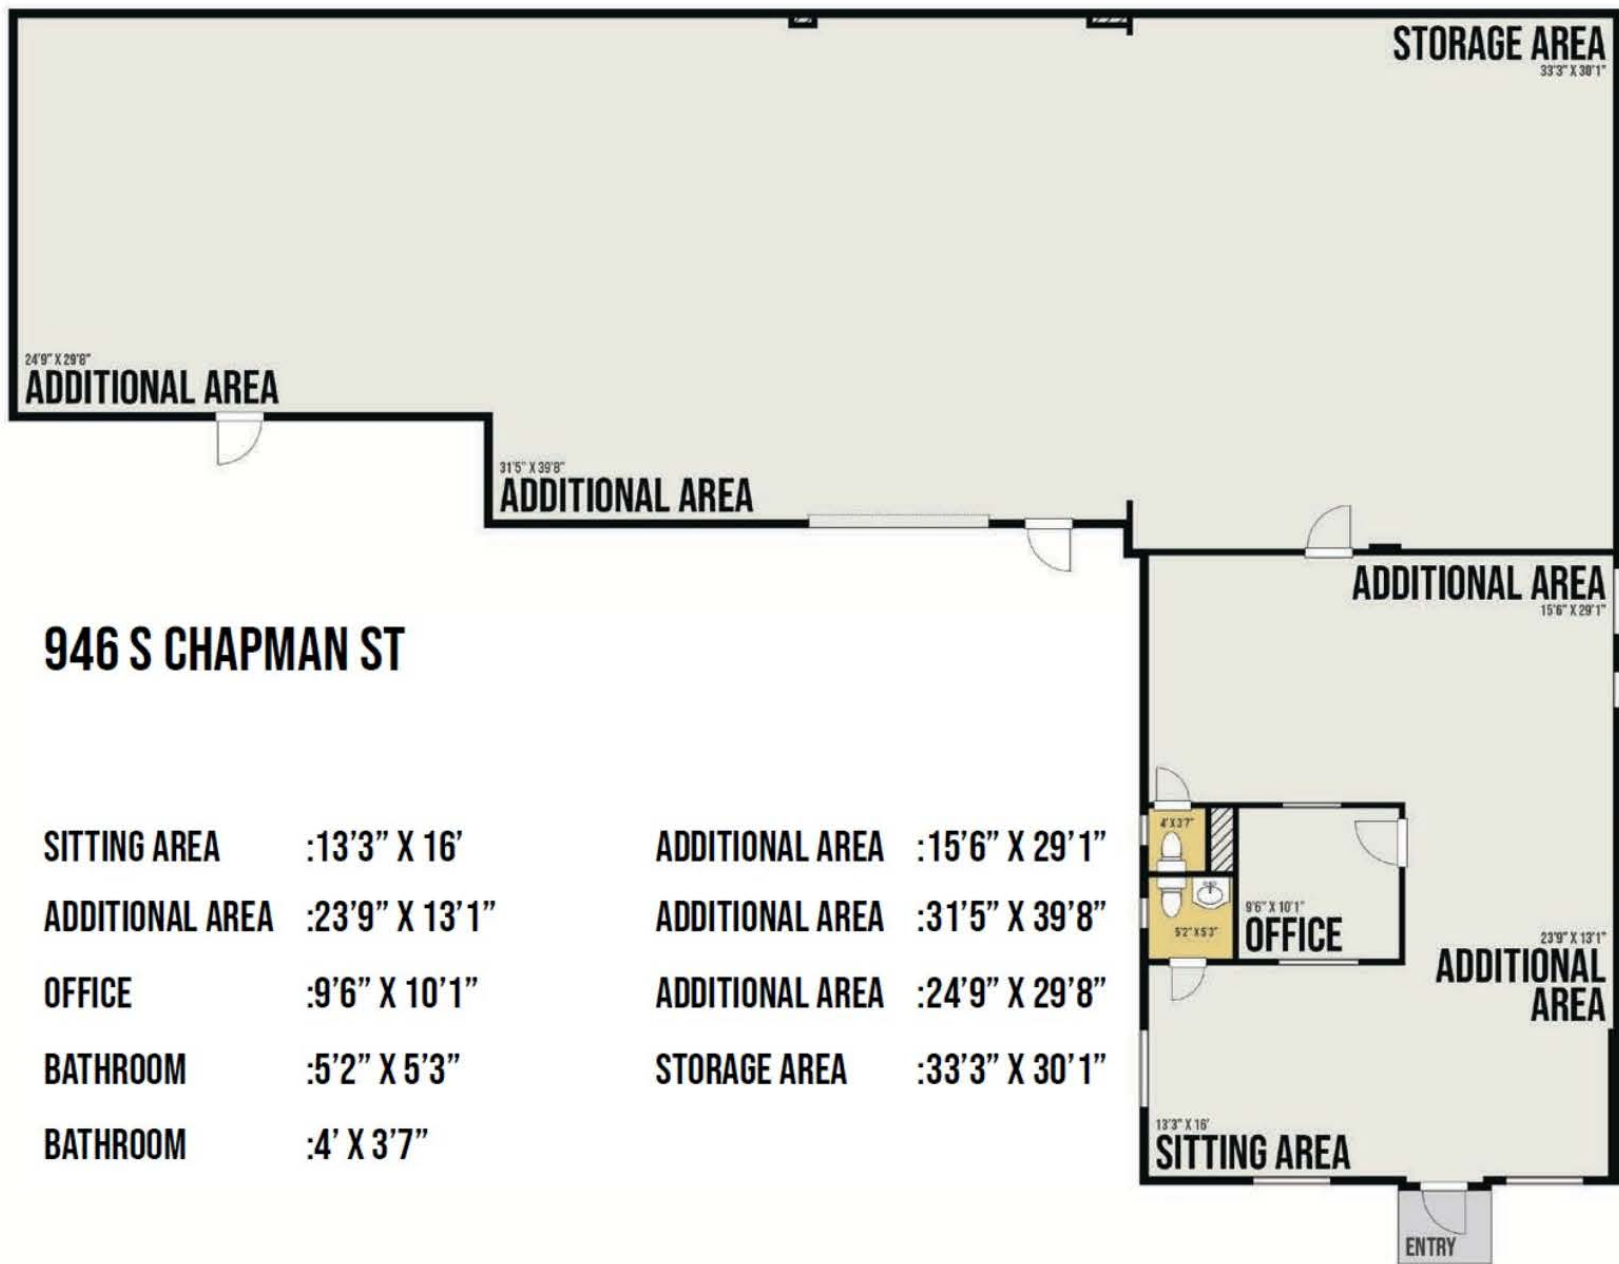 STORAGE AREA
33'3" X 30'1"
24'9" X 29'8"
ADDITIONAL AREA
31'5" X 39'8"
ADDITIONAL AREA
ADDITIONAL AREA
15'6" X 29'1"
946 S CHAPMAN ST
4' X 3'7"
5'2" X 5'3"
9'6" X 10'1"
OFFICE
23'9" X 13'1"
ADDITIONAL
AREA
13'3" X 16'
SITTING AREA
ENTRY
SITTING AREA :13'3" X 16'
ADDITIONAL AREA :23'9" X 13'1"
OFFICE :9'6" X 10'1"
BATHROOM :5'2" X 5'3"
BATHROOM :4' X 3'7"
ADDITIONAL AREA :15'6" X 29'1"
ADDITIONAL AREA :31'5" X 39'8"
ADDITIONAL AREA :24'9" X 29'8"
STORAGE AREA :33'3" X 30'1"